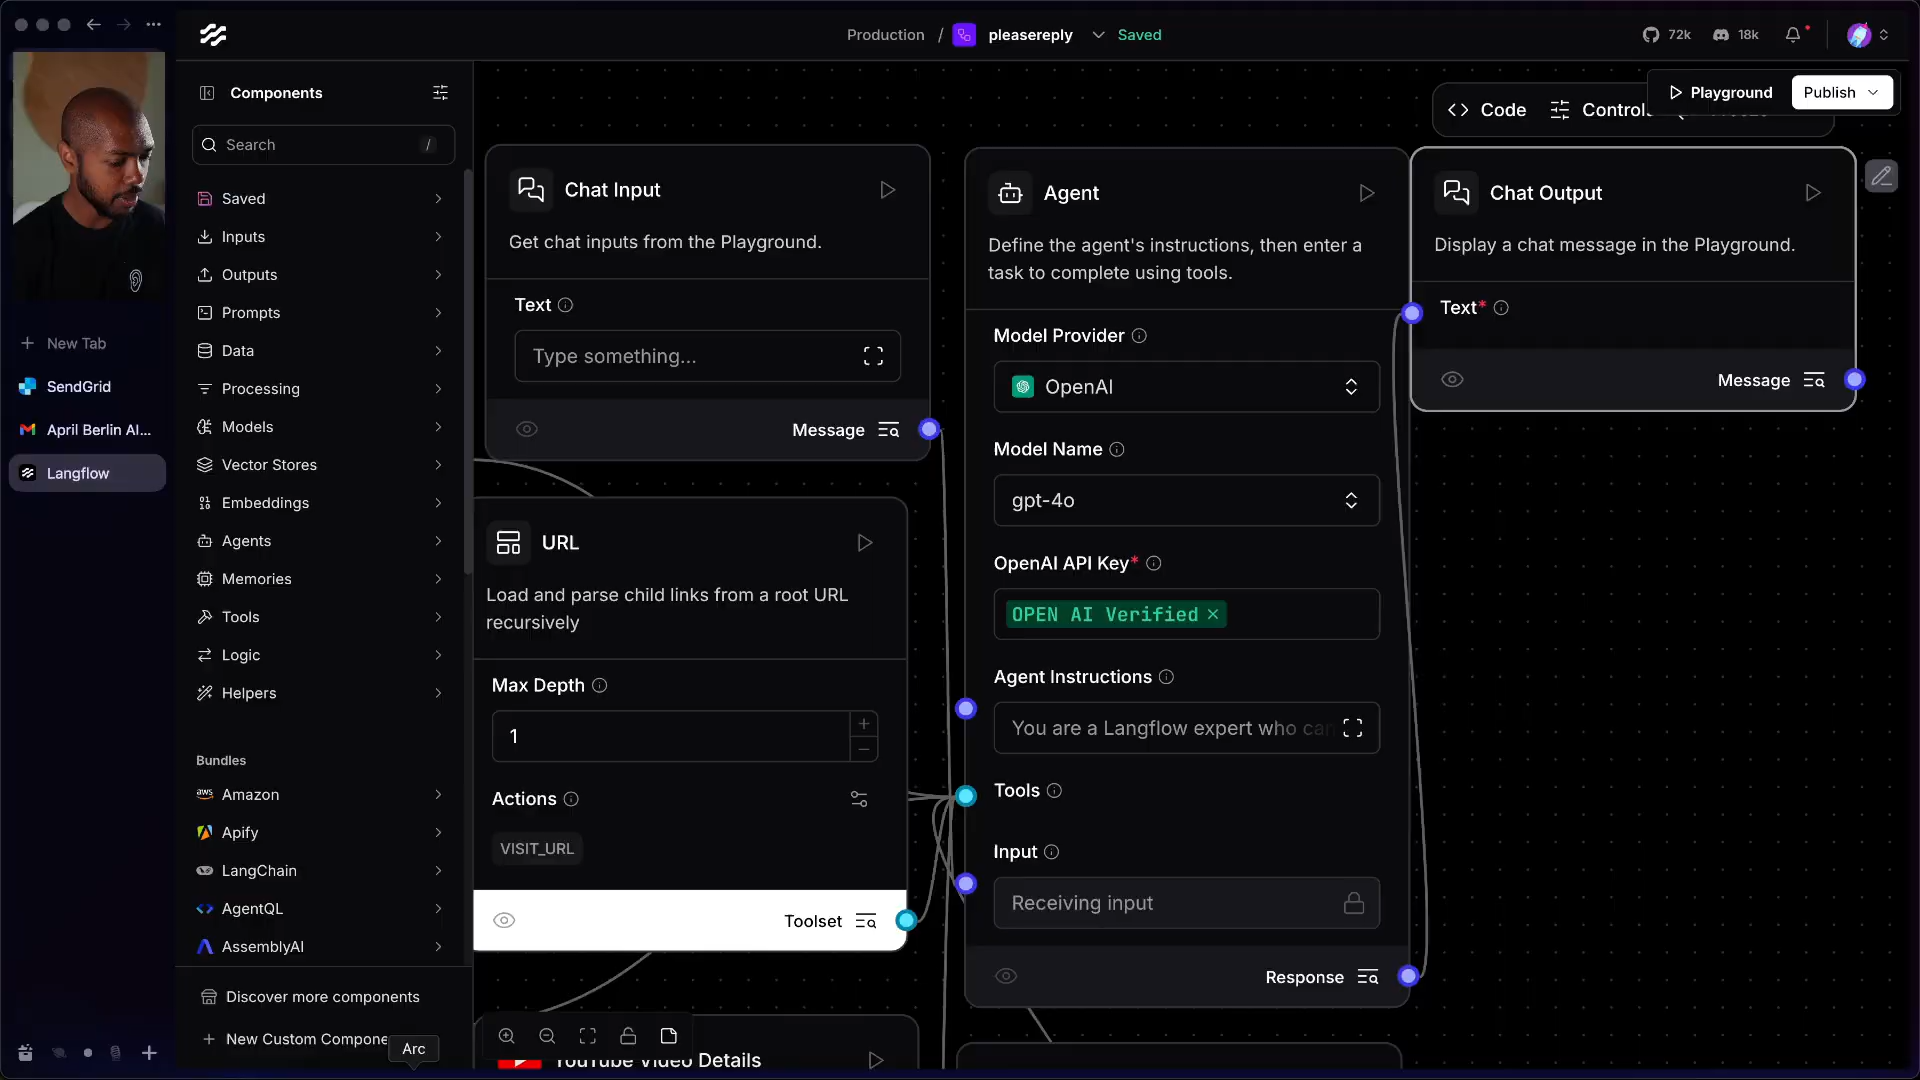 New Tab
SendGrid
April Berlin AI...
Langflow
Production / pleasereply Saved
72k
18k
Components
Search /
Saved
Inputs
Outputs
Prompts
Data
Processing
Models
Vector Stores
Embeddings
Agents
Memories
Tools
Logic
Helpers
Bundles
aws Amazon
Apify
LangChain
AgentQL
AssemblyAI
Discover more components
New Custom Compone
Arc
Code
Controls
Playground
Publish
Chat Input
Get chat inputs from the Playground.
Text
Type something...
Message
URL
Load and parse child links from a root URL
recursively
Max Depth
1
Actions
VISIT_URL
Toolset
YouTube Video Details
Agent
Define the agent's instructions, then enter a
task to complete using tools.
Model Provider
OpenAI
Model Name
gpt-4o
OpenAI API Key*
OPEN AI Verified ×
Agent Instructions
You are a Langflow expert who can
Tools
Input
Receiving input
Response
Chat Output
Display a chat message in the Playground.
Text*
Message